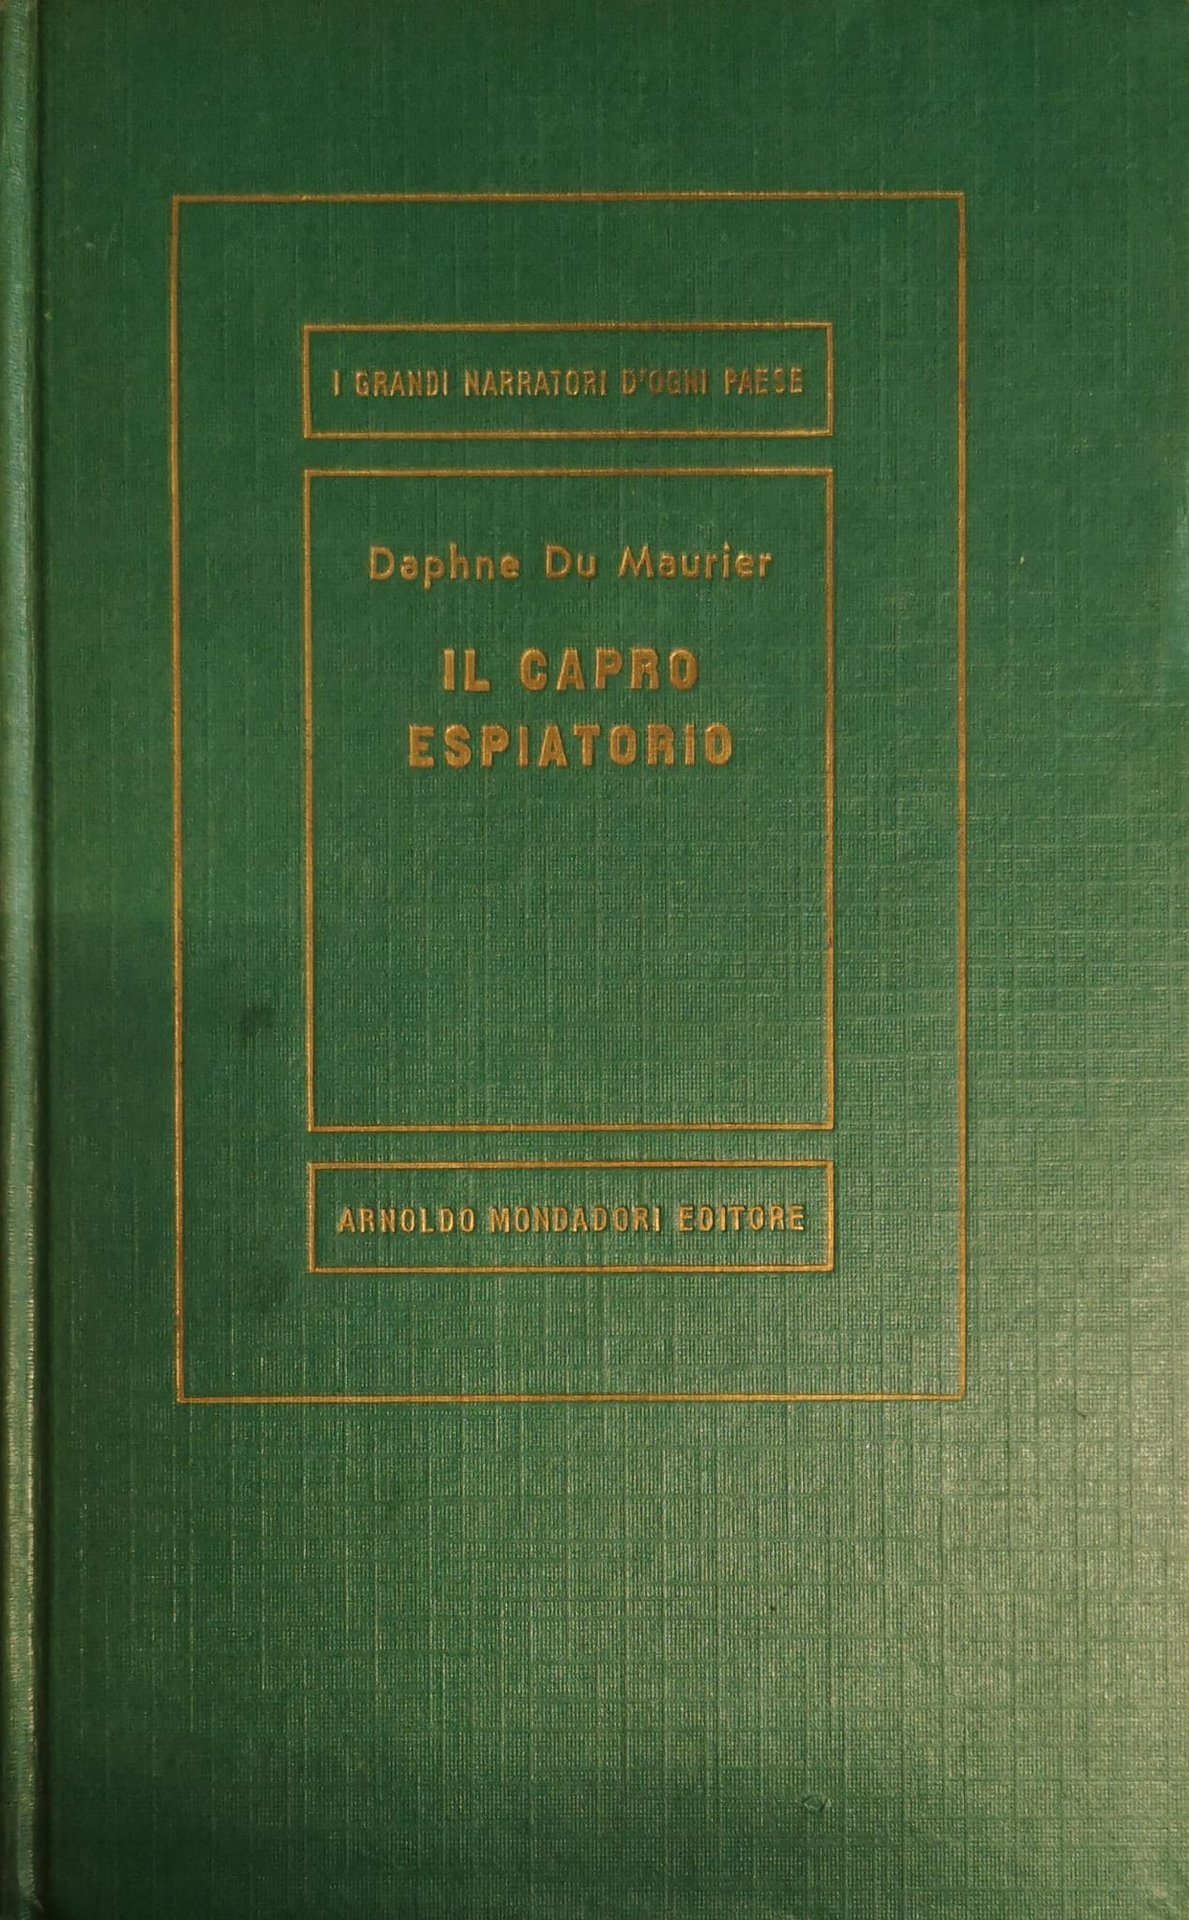 I GRANDI NARRATORI D'OGNI PAESE
Daphne Du Maurier
IL CAPRO
ESPIATORIO
ARNOLDO MONDADORI EDITORE